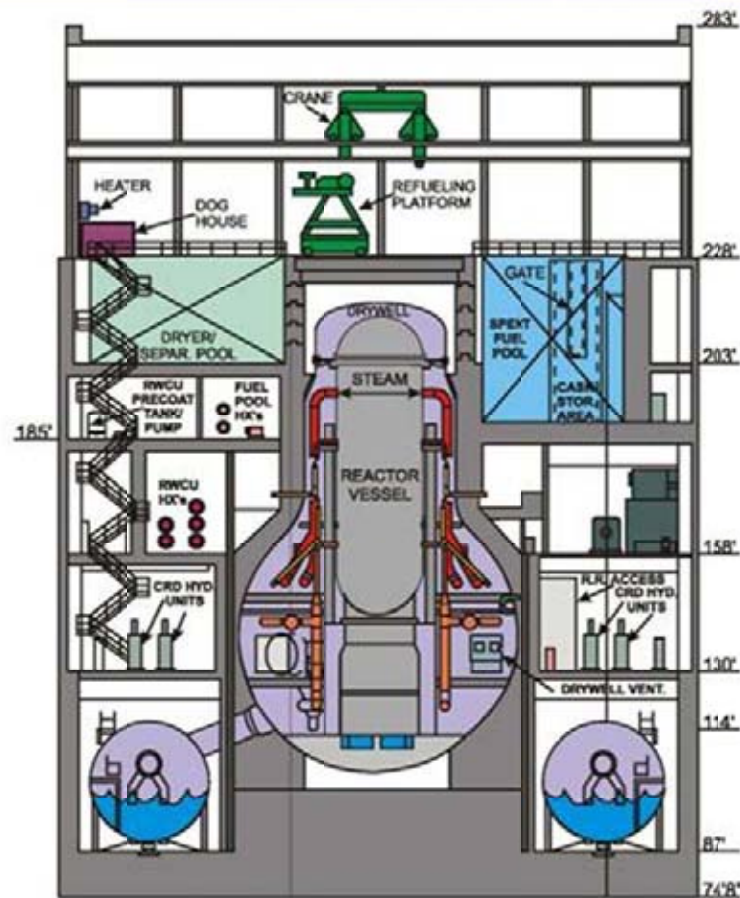 283'
CRANE
HEATER
DOG
HOUSE
REFUELING
PLATFORM
228'
GATE
DRYWELL
SPENT
FUEL
POOL
DRYER/
SEPAR. POOL
203'
STEAM
RWCU
PRECOAT
TANK/
PUMP
FUEL
POOL
HX's
CASK
STOR
AREA
185'
REACTOR
VESSEL
RWCU
HX's
158'
R.R. ACCESS
CRD HYD.
UNITS
CRD HYD.
UNITS
130'
DRYWELL VENT.
114'
87'
74'8"